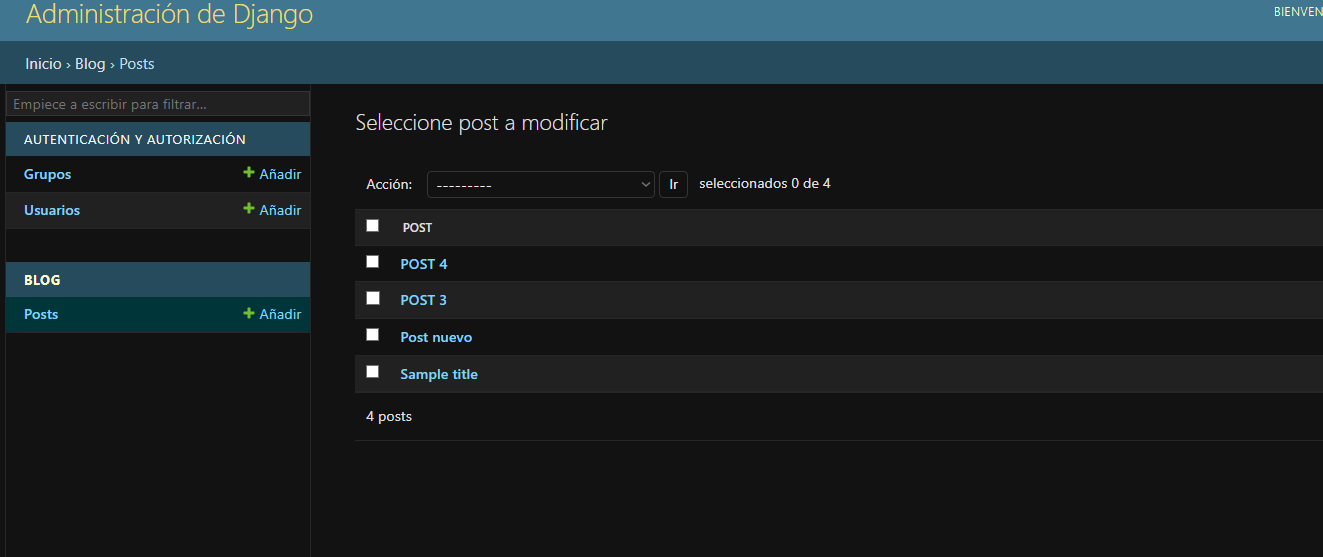 Administración de Django
BIENVEN
Inicio › Blog › Posts
Empiece a escribir para filtrar...
AUTENTICACIÓN Y AUTORIZACIÓN
Grupos + Añadir
Usuarios + Añadir
BLOG
Posts + Añadir
Seleccione post a modificar
Acción: --------- Ir seleccionados 0 de 4
POST
POST 4
POST 3
Post nuevo
Sample title
4 posts